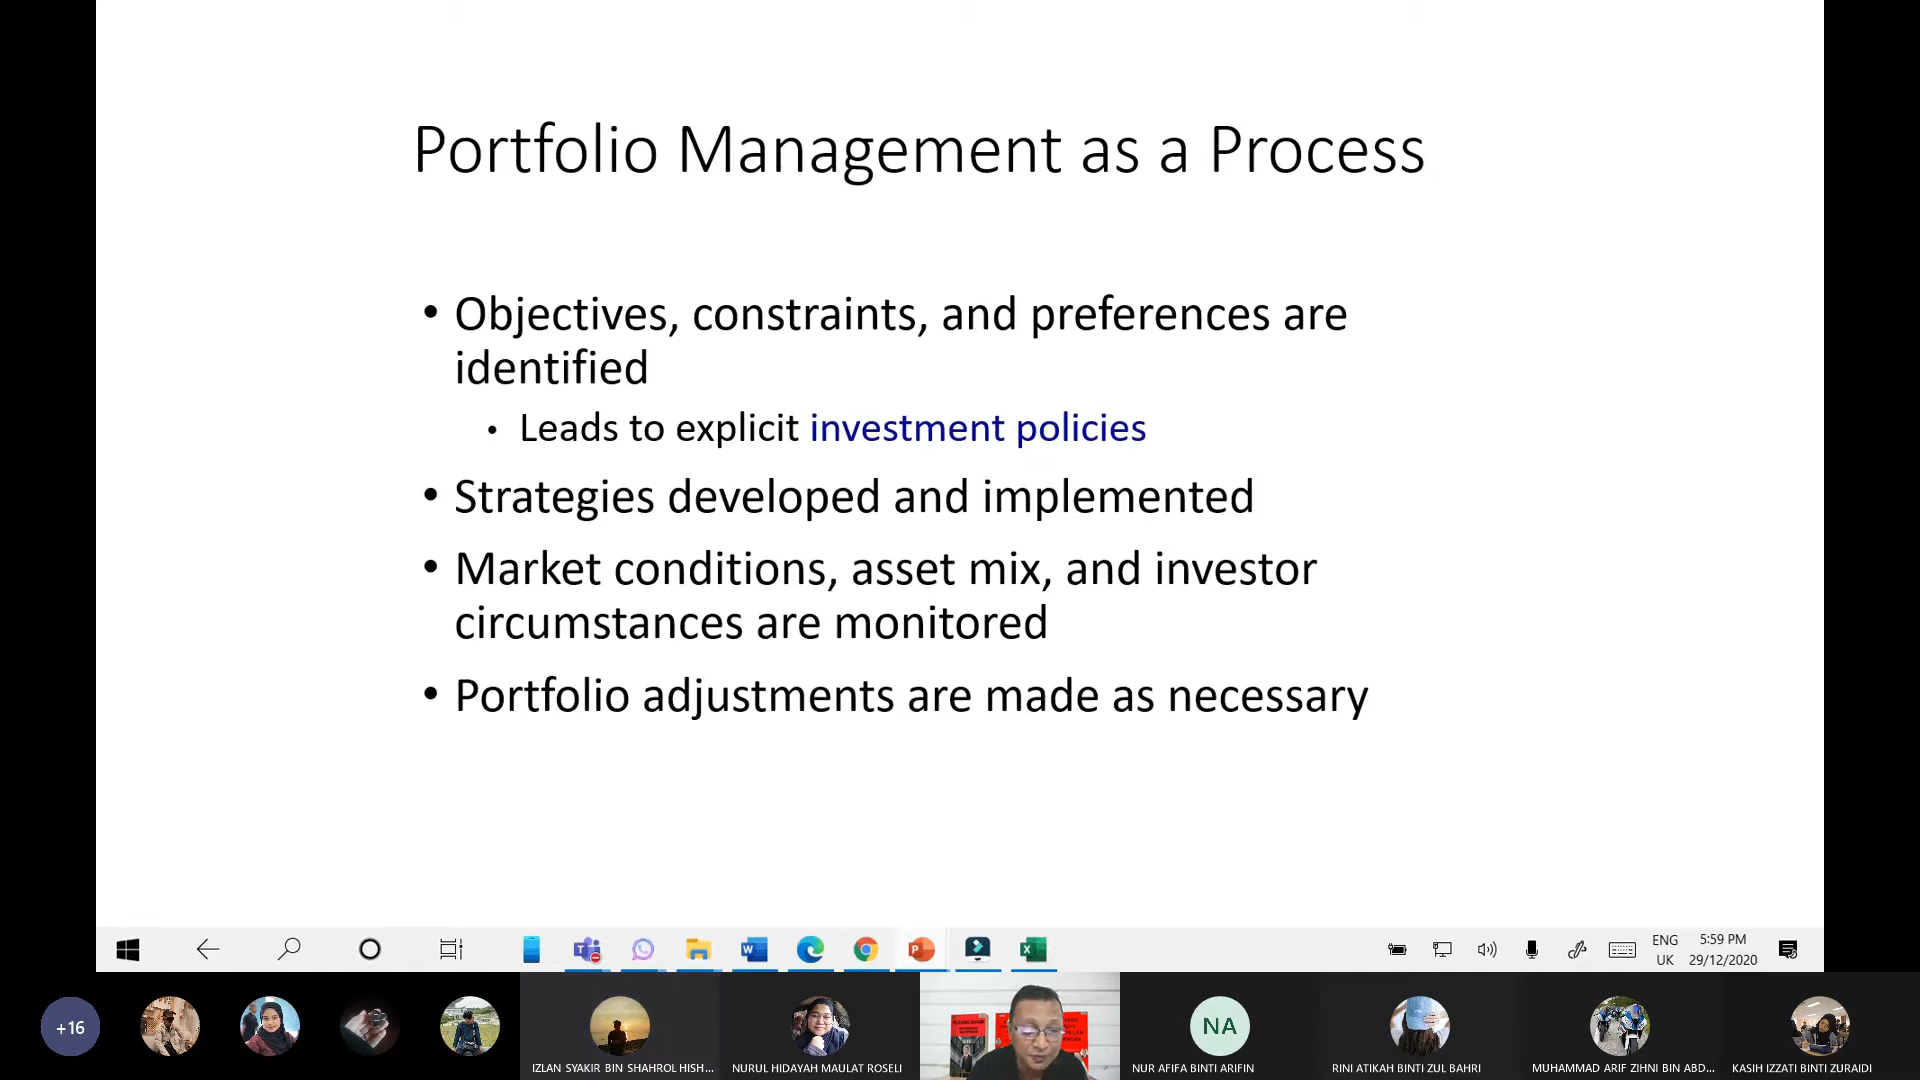 Portfolio Management as a Process
• Objectives, constraints, and preferences are
identified
• Leads to explicit investment policies
• Strategies developed and implemented
• Market conditions, asset mix, and investor
circumstances are monitored
• Portfolio adjustments are made as necessary
ENG
UK
5:59 PM
29/12/2020
+16
NA
IZLAN SYAKIR BIN SHAHROL HISH...
NURUL HIDAYAH MAULAT ROSELI
NUR AFIFA BINTI ARIFIN
RINI ATIKAH BINTI ZUL BAHRI
MUHAMMAD ARIF ZIHNI BIN ABD...
KASIH IZZATI BINTI ZURAIDI